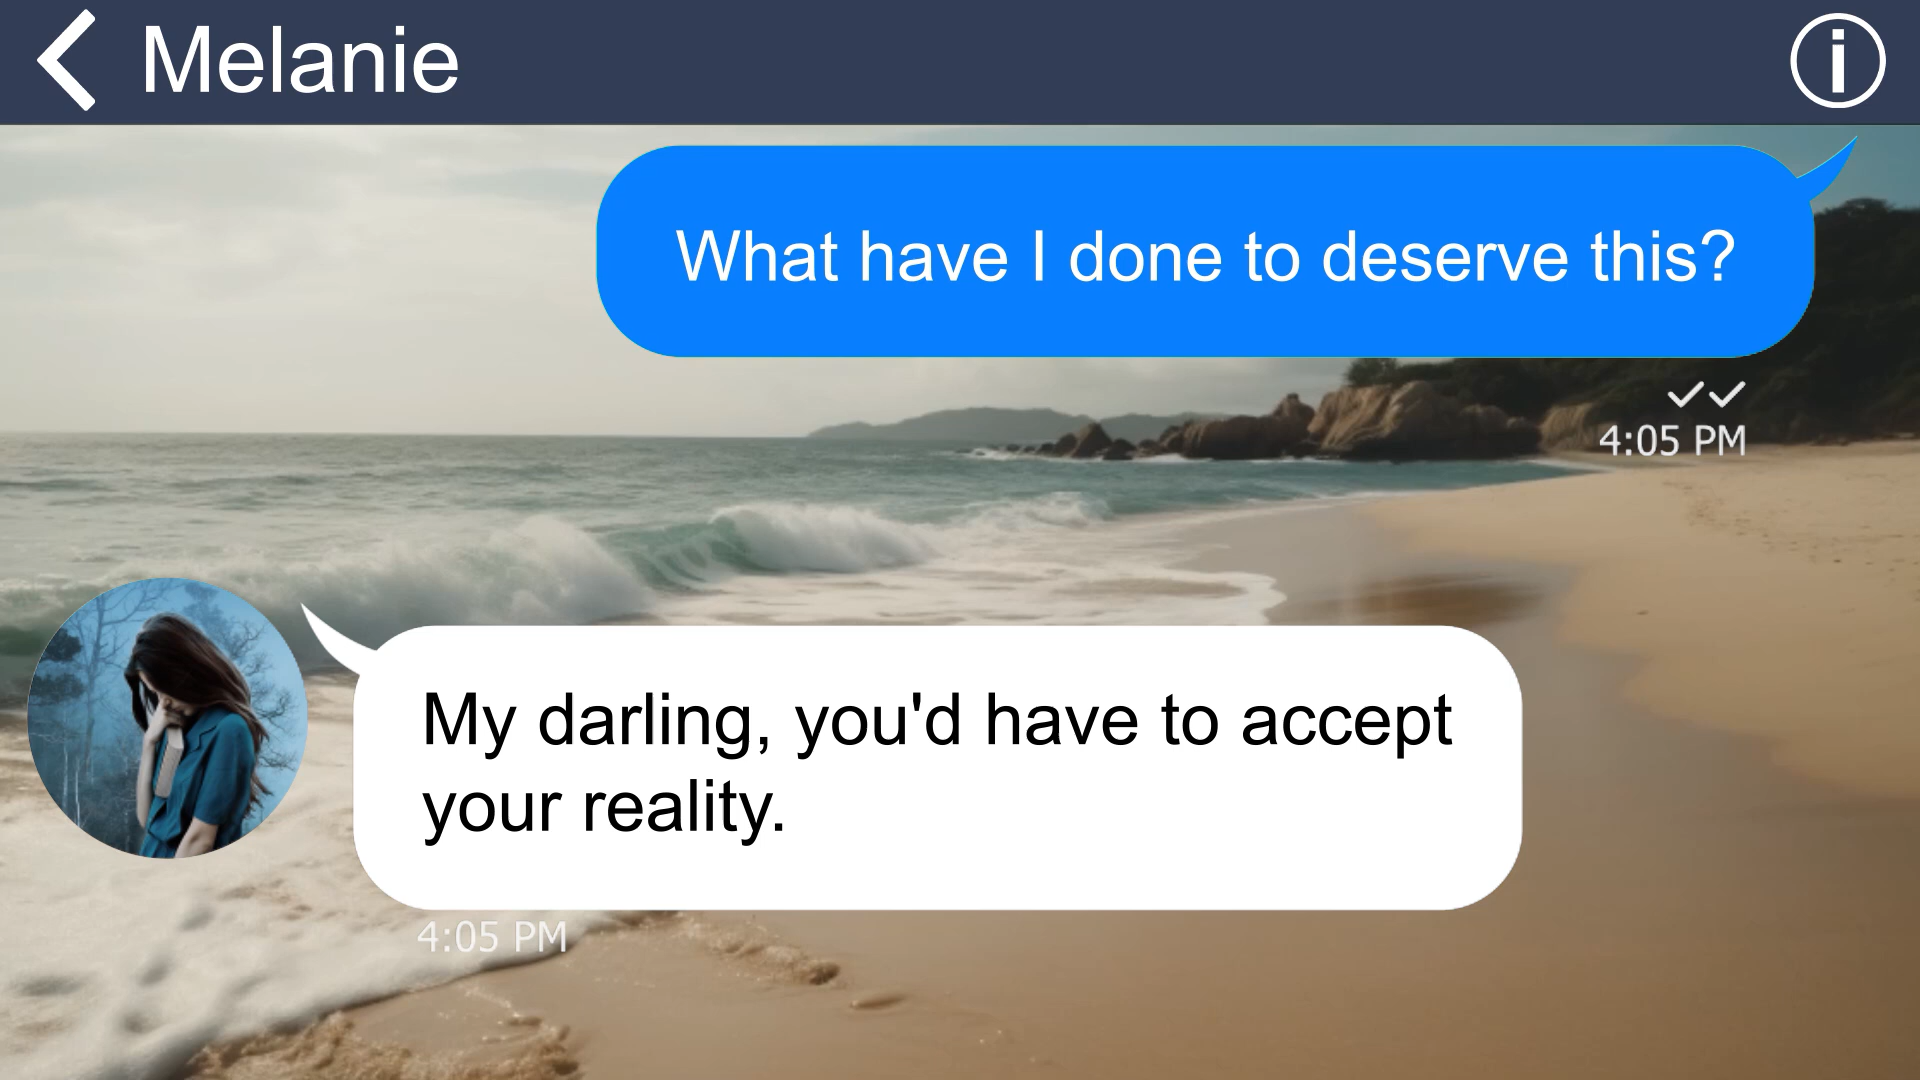 Melanie
What have I done to deserve this?
4:05 PM
My darling, you'd have to accept
your reality.
4:05 PM